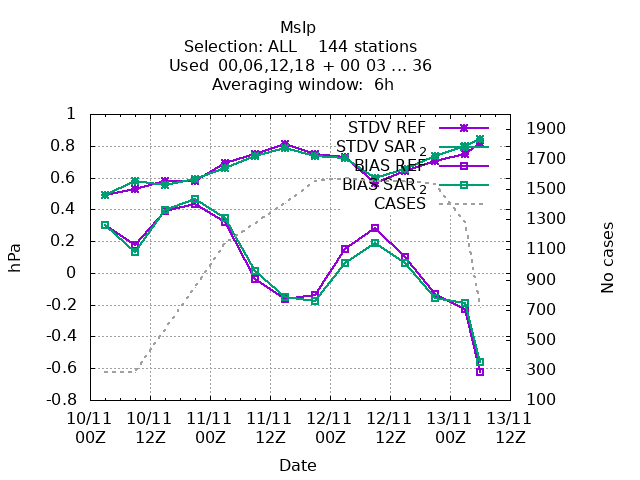 Mslp
Selection: ALL 144 stations
Used 00,06,12,18 + 00 03 ... 36
Averaging window: 6h
STDV REF
STDV SAR2
BIAS REF
BIAS SAR2
CASES
hPa
1
0.8
0.6
0.4
0.2
0
-0.2
-0.4
-0.6
-0.8
No cases
1900
1700
1500
1300
1100
900
700
500
300
100
10/11 10/11 11/11 11/11 12/11 12/11 13/11 13/11
00Z 12Z 00Z 12Z 00Z 12Z 00Z 12Z
Date